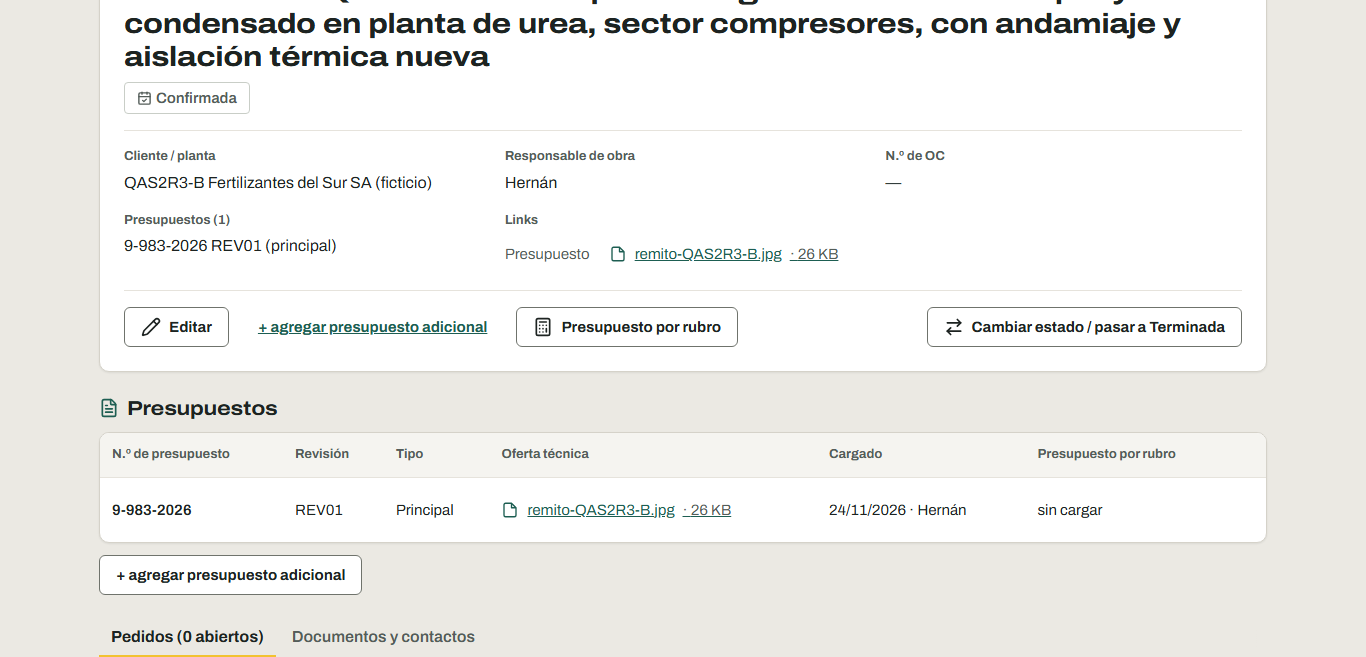 condensado en planta de urea, sector compresores, con andamiaje y
aislación térmica nueva
Confirmada
Cliente / planta
QAS2R3-B Fertilizantes del Sur SA (ficticio)
Responsable de obra
Hernán
N.º de OC
—
Presupuestos (1)
9-983-2026 REV01 (principal)
Links
Presupuesto remito-QAS2R3-B.jpg · 26 KB
Editar + agregar presupuesto adicional Presupuesto por rubro Cambiar estado / pasar a Terminada
Presupuestos
N.º de presupuesto Revisión Tipo Oferta técnica Cargado Presupuesto por rubro
9-983-2026 REV01 Principal remito-QAS2R3-B.jpg · 26 KB 24/11/2026 · Hernán sin cargar
+ agregar presupuesto adicional
Pedidos (0 abiertos) Documentos y contactos